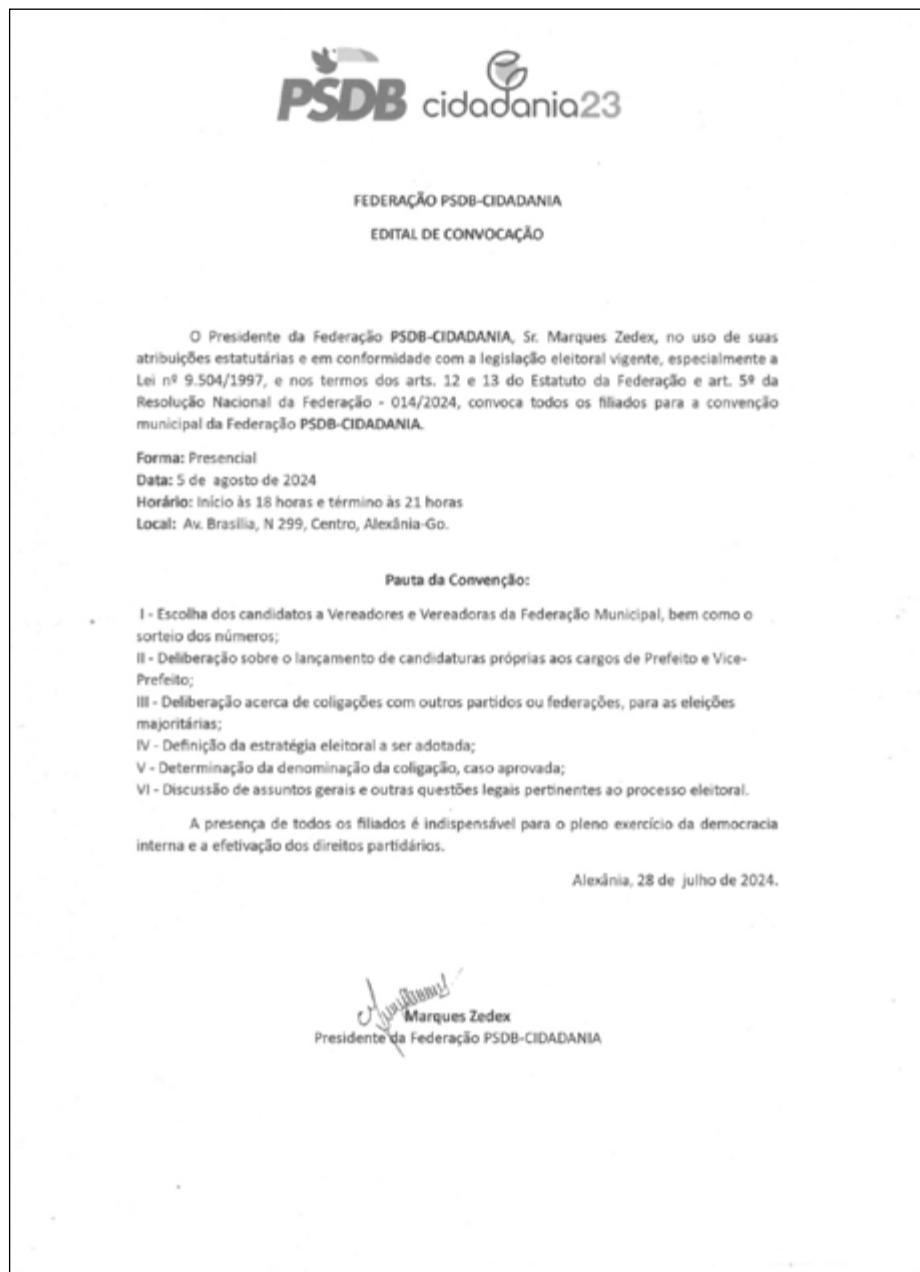 PSDB cidadania23
FEDERAÇÃO PSDB-CIDADANIA
EDITAL DE CONVOCAÇÃO
O Presidente da Federação PSDB-CIDADANIA, Sr. Marques Zedex, no uso de suas
atribuições estatutárias e em conformidade com a legislação eleitoral vigente, especialmente a
Lei nº 9.504/1997, e nos termos dos arts. 12 e 13 do Estatuto da Federação e art. 5º da
Resolução Nacional da Federação - 014/2024, convoca todos os filiados para a convenção
municipal da Federação PSDB-CIDADANIA.
Forma: Presencial
Data: 5 de agosto de 2024
Horário: Início às 18 horas e término às 21 horas
Local: Av. Brasília, N 299, Centro, Alexânia-Go.
Pauta da Convenção:
I - Escolha dos candidatos a Vereadores e Vereadoras da Federação Municipal, bem como o
sorteio dos números;
II - Deliberação sobre o lançamento de candidaturas próprias aos cargos de Prefeito e Vice-
Prefeito;
III - Deliberação acerca de coligações com outros partidos ou federações, para as eleições
majoritárias;
IV - Definição da estratégia eleitoral a ser adotada;
V - Determinação da denominação da coligação, caso aprovada;
VI - Discussão de assuntos gerais e outras questões legais pertinentes ao processo eleitoral.
A presença de todos os filiados é indispensável para o pleno exercício da democracia
interna e a efetivação dos direitos partidários.
Alexânia, 28 de julho de 2024.
Marques Zedex
Presidente da Federação PSDB-CIDADANIA